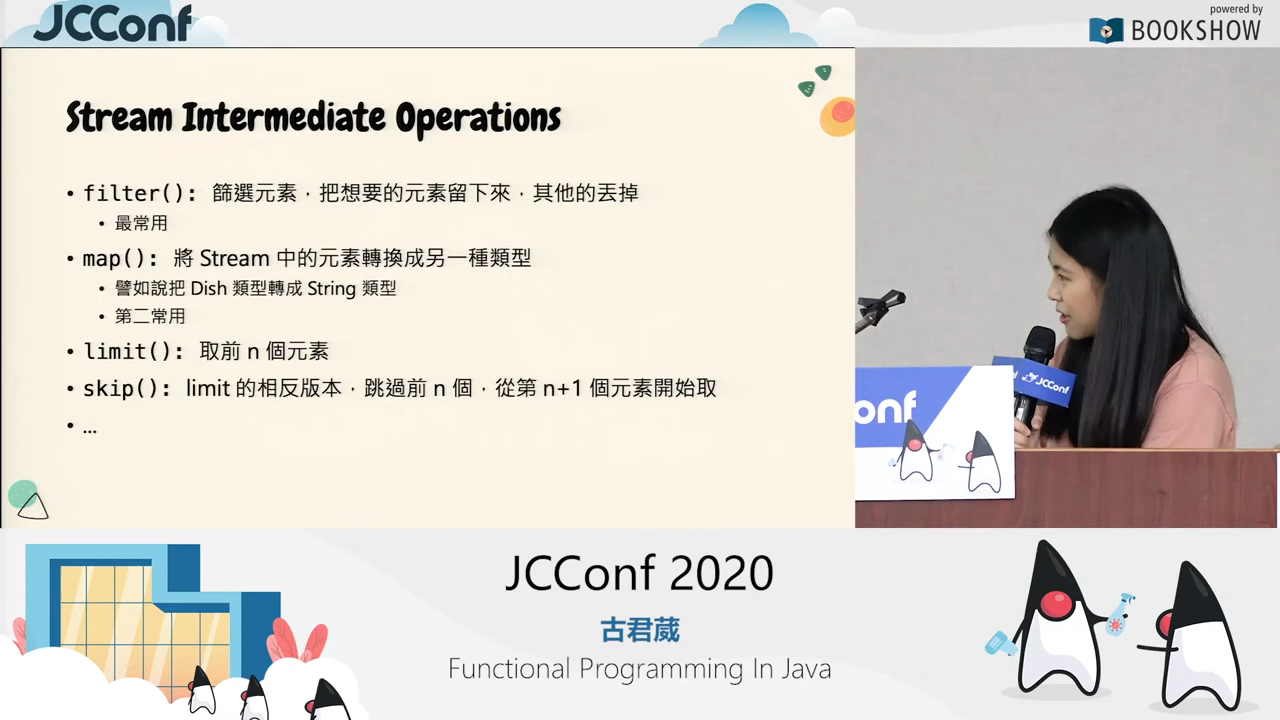 JCConf
powered by
BOOKSHOW
Stream Intermediate Operations
• filter(): 篩選元素，把想要的元素留下來，其他的丟掉
• 最常用
• map(): 將 Stream 中的元素轉換成另一種類型
• 譬如說把 Dish 類型轉成 String 類型
• 第二常用
• limit(): 取前 n 個元素
• skip(): limit 的相反版本，跳過前 n 個，從第 n+1 個元素開始取
• ...
JCConf
onf
JCConf 2020
古君葳
Functional Programming In Java